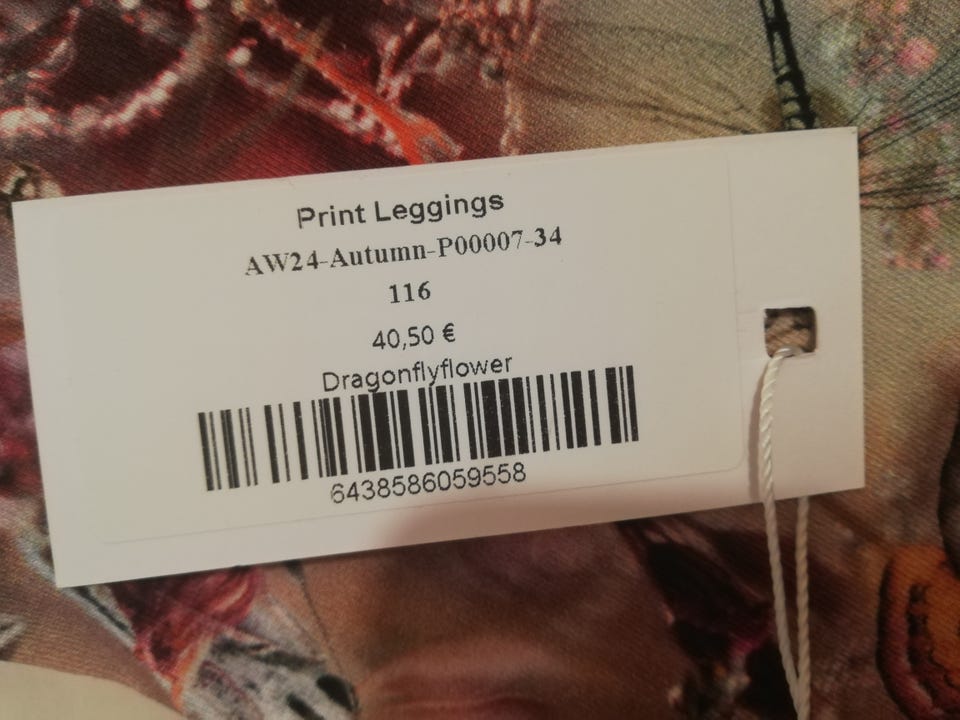 Print Leggings
AW24-Autumn-P00007-34
116
40,50 €
Dragonflyflower
6438586059558